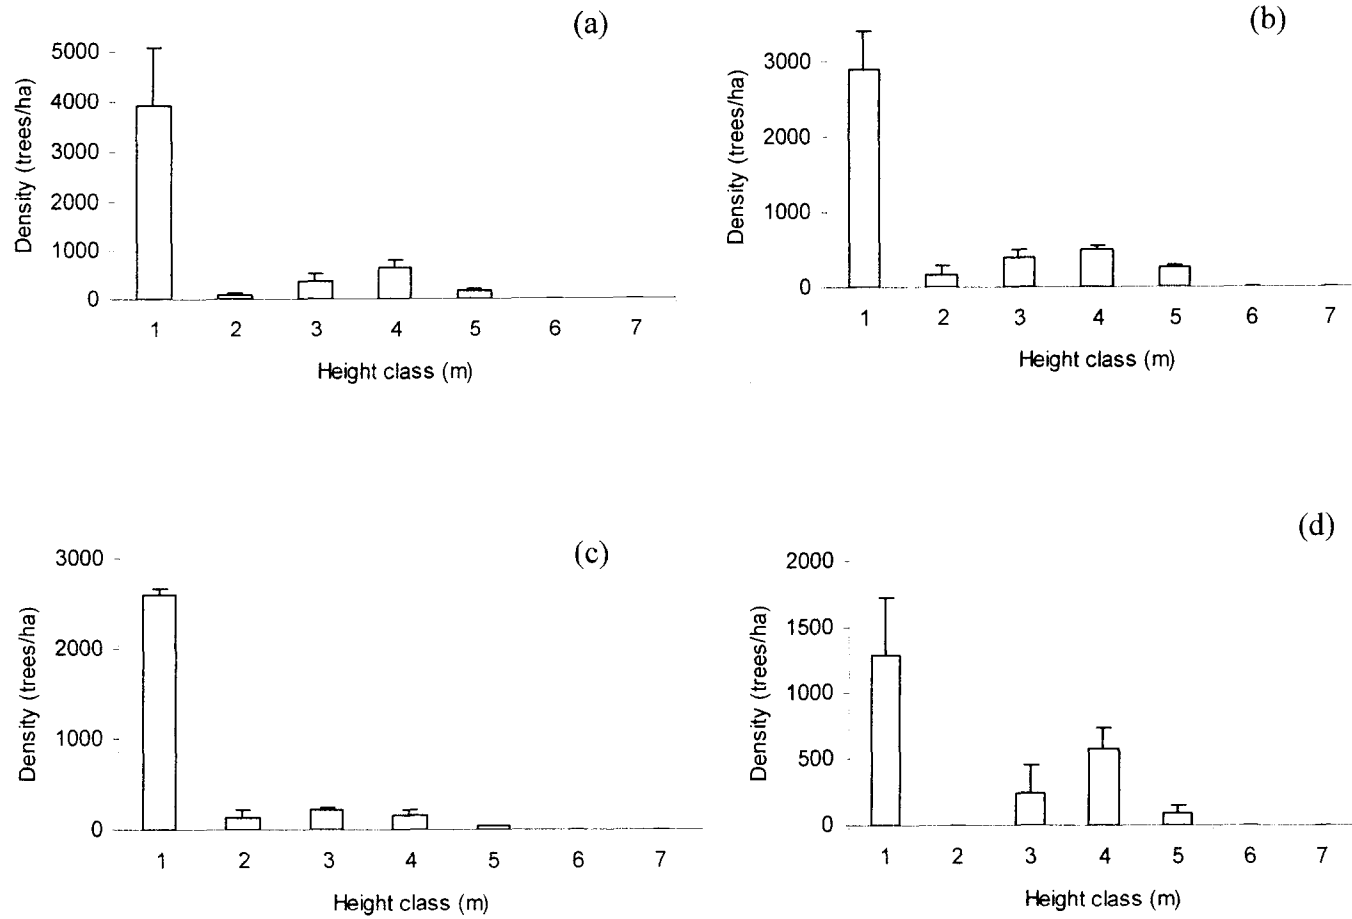 (a)
5000
4000
3000
2000
1000
0
Density (trees/ha)
1 2 3 4 5 6 7
Height class (m)
(b)
3000
2000
1000
0
Density (trees/ha)
1 2 3 4 5 6 7
Height class (m)
(c)
3000
2000
1000
0
Density (trees/ha)
1 2 3 4 5 6 7
Height class (m)
(d)
2000
1500
1000
500
0
Density (trees/ha)
1 2 3 4 5 6 7
Height class (m)